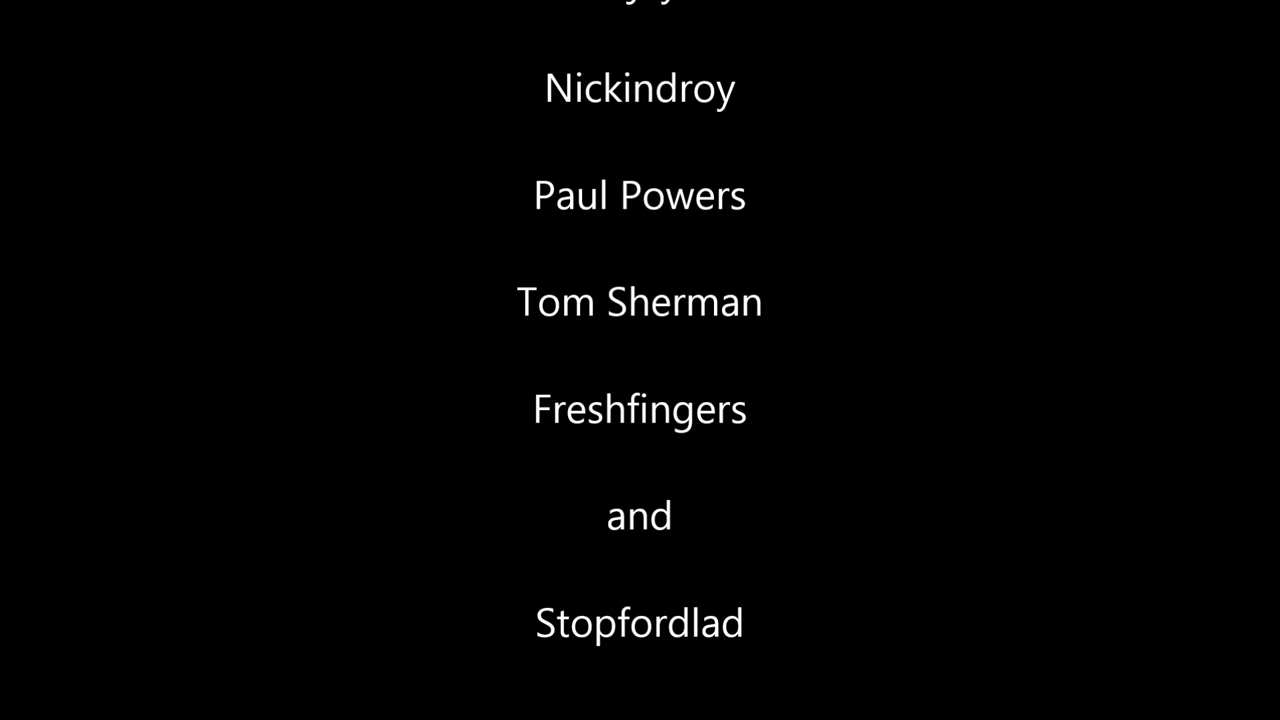 Nickindroy
Paul Powers
Tom Sherman
Freshfingers
and
Stopfordlad